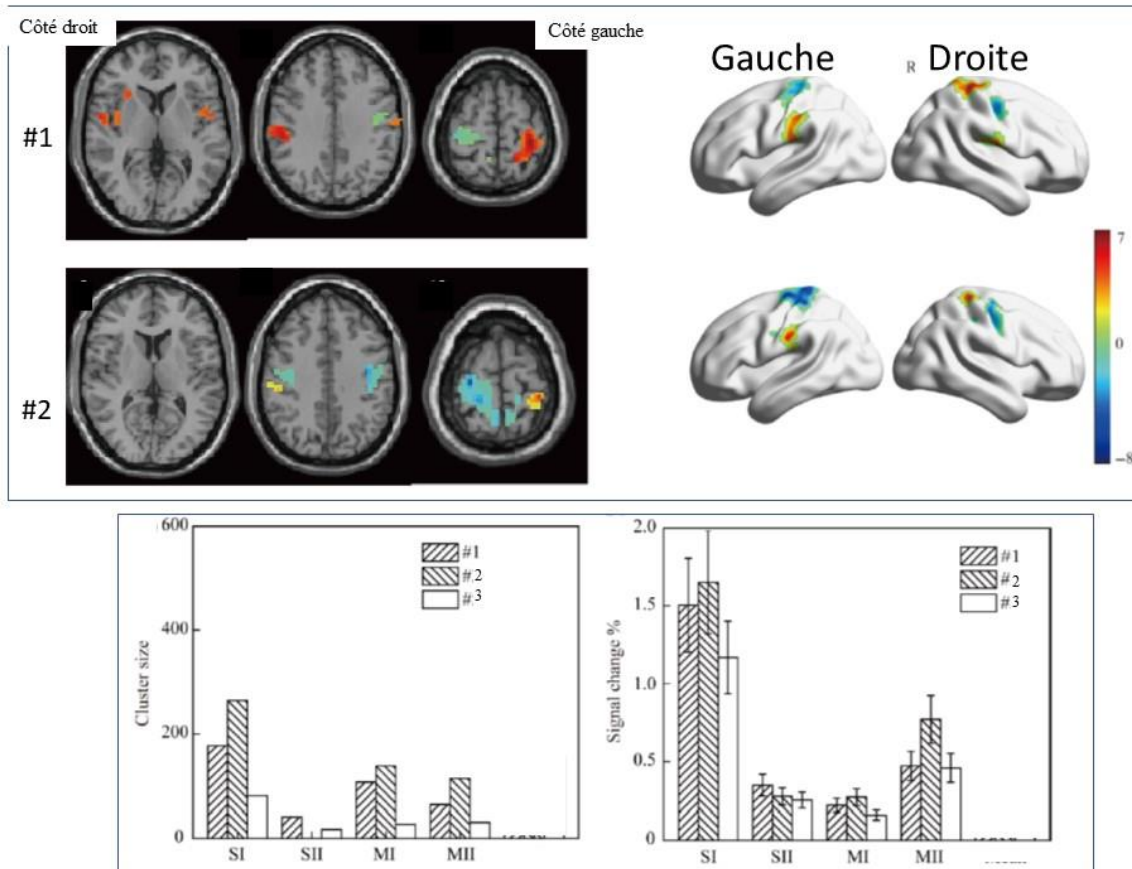 Côté droit
Côté gauche
Gauche
R Droite
#1
#2
7
0
−8
600
400
200
0
Cluster size
#1
#2
#3
SI SII MI MII
2.0
1.5
1.0
0.5
0
Signal change %
#1
#2
#3
SI SII MI MII